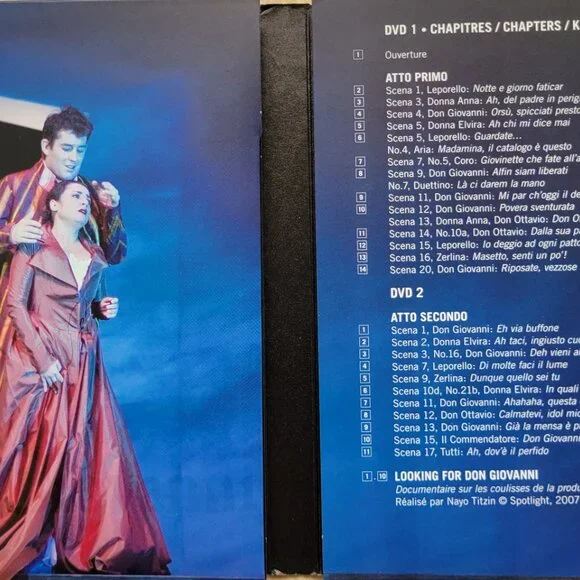 DVD 1 • CHAPITRES / CHAPTERS / K
1 Ouverture
ATTO PRIMO
2 Scena 1, Leporello: Notte e giorno faticar
3 Scena 3, Donna Anna: Ah, del padre in perig
4 Scena 4, Don Giovanni: Orsù, spicciati presto
5 Scena 5, Donna Elvira: Ah chi mi dice mai
6 Scena 5, Leporello: Guardate...
No.4, Aria: Madamina, il catalogo è questo
7 Scena 7, No.5, Coro: Giovinette che fate all'a
8 Scena 9, Don Giovanni: Alfin siam liberati
No.7, Duettino: Là ci darem la mano
9 Scena 11, Don Giovanni: Mi par ch'oggi il de
10 Scena 12, Don Giovanni: Povera sventurata
Scena 13, Donna Anna, Don Ottavio: Don O
11 Scena 14, No.10a, Don Ottavio: Dalla sua pa
12 Scena 15, Leporello: Io deggio ad ogni patto
13 Scena 16, Zerlina: Masetto, senti un po'!
14 Scena 20, Don Giovanni: Riposate, vezzose
DVD 2
ATTO SECONDO
1 Scena 1, Don Giovanni: Eh via buffone
2 Scena 2, Donna Elvira: Ah taci, ingiusto cuo
3 Scena 3, No.16, Don Giovanni: Deh vieni a
4 Scena 7, Leporello: Di molte faci il lume
5 Scena 9, Zerlina: Dunque quello sei tu
6 Scena 10d, No.21b, Donna Elvira: In quali
7 Scena 11, Don Giovanni: Ahahaha, questa
8 Scena 12, Don Ottavio: Calmatevi, idol mio
9 Scena 13, Don Giovanni: Già la mensa è p
10 Scena 15, Il Commendatore: Don Giovanni
11 Scena 17, Tutti: Ah, dov'è il perfido
1 - 10 LOOKING FOR DON GIOVANNI
Documentaire sur les coulisses de la produ
Réalisé par Nayo Titzin © Spotlight, 2007